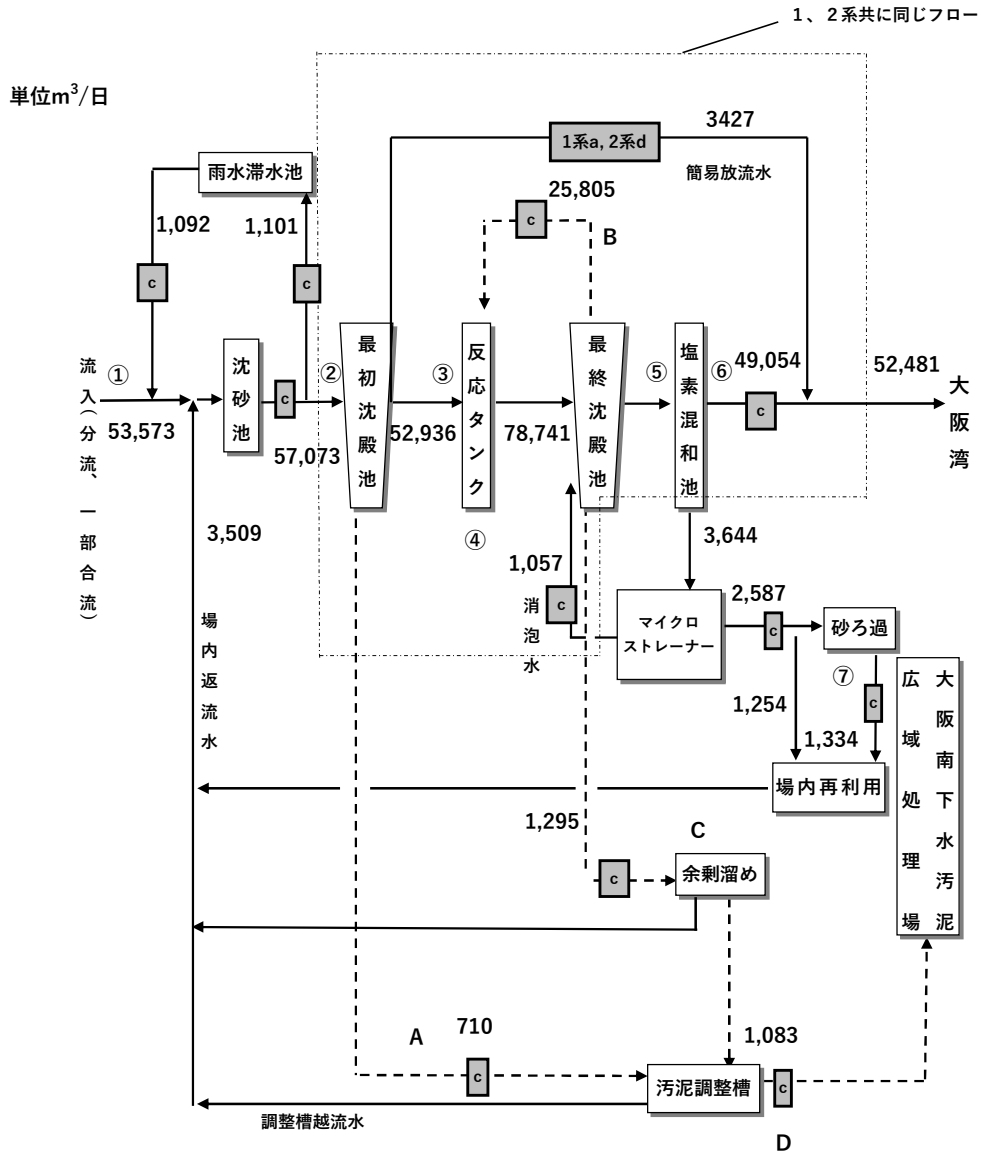 1、2系共に同じフロー
単位m³/日
3427
1系a, 2系d
簡易放流水
雨水滞水池
25,805
c
B
1,092
1,101
c
c
流入(分流、一部合流)
①
53,573
沈砂池
c
57,073
②
最初沈殿池
③
52,936
反応タンク
④
78,741
最終沈殿池
⑤
塩素混和池
⑥
49,054
c
52,481
大阪湾
3,509
場内返流水
1,057
c
消泡水
3,644
マイクロ
ストレーナー
2,587
c
砂ろ過
⑦
c
1,254
1,334
場内再利用
大阪南下水汚泥
広域処理場
1,295
c
C
余剰溜め
A
710
c
1,083
汚泥調整槽
c
D
調整槽越流水